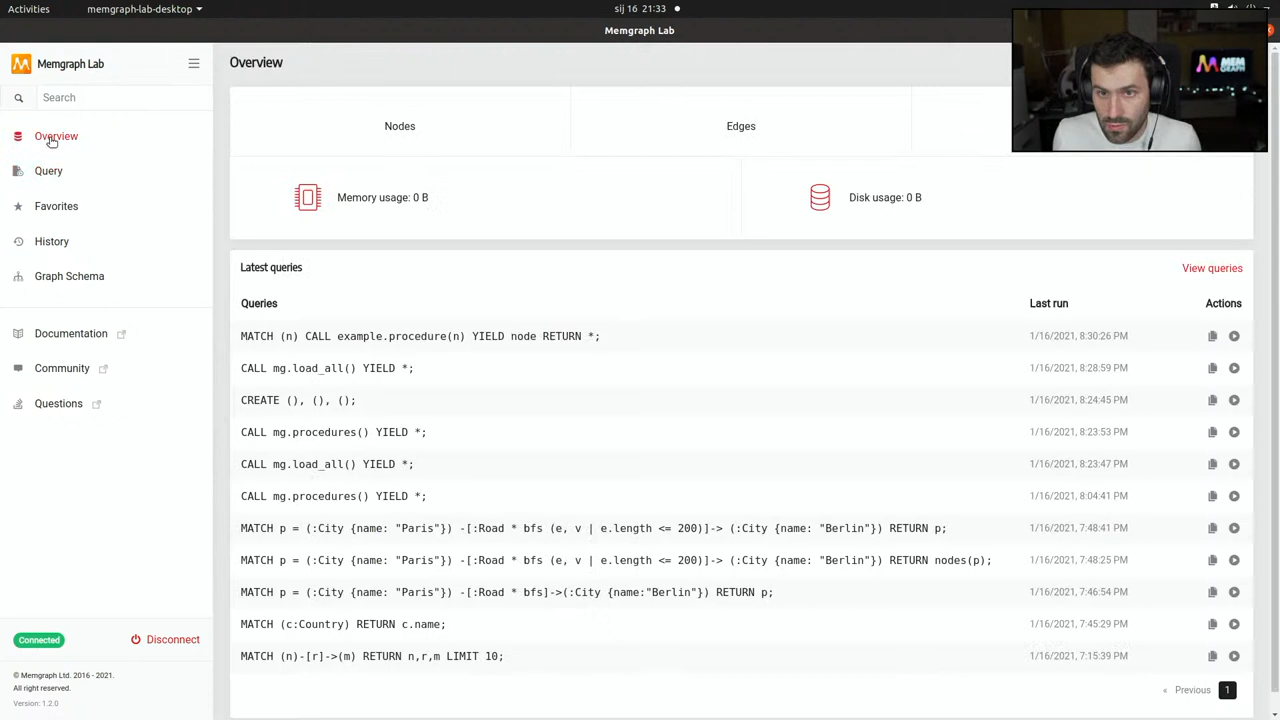 Activities
memgraph-lab-desktop
sij 16 21:33
Memgraph Lab
Memgraph Lab
Search
Overview
Query
Favorites
History
Graph Schema
Documentation
Community
Questions
Connected
Disconnect
© Memgraph Ltd. 2016 - 2021.
All right reserved.
Version: 1.2.0
Overview
Nodes
Edges
Memory usage: 0 B
Disk usage: 0 B
Latest queries
View queries
Queries
Last run
Actions
MATCH (n) CALL example.procedure(n) YIELD node RETURN *;
1/16/2021, 8:30:26 PM
CALL mg.load_all() YIELD *;
1/16/2021, 8:28:59 PM
CREATE (), (), ();
1/16/2021, 8:24:45 PM
CALL mg.procedures() YIELD *;
1/16/2021, 8:23:53 PM
CALL mg.load_all() YIELD *;
1/16/2021, 8:23:47 PM
CALL mg.procedures() YIELD *;
1/16/2021, 8:04:41 PM
MATCH p = (:City {name: "Paris"}) -[:Road * bfs (e, v | e.length <= 200)]-> (:City {name: "Berlin"}) RETURN p;
1/16/2021, 7:48:41 PM
MATCH p = (:City {name: "Paris"}) -[:Road * bfs (e, v | e.length <= 200)]-> (:City {name: "Berlin"}) RETURN nodes(p);
1/16/2021, 7:48:25 PM
MATCH p = (:City {name: "Paris"}) -[:Road * bfs]->(:City {name:"Berlin"}) RETURN p;
1/16/2021, 7:46:54 PM
MATCH (c:Country) RETURN c.name;
1/16/2021, 7:45:29 PM
MATCH (n)-[r]->(m) RETURN n,r,m LIMIT 10;
1/16/2021, 7:15:39 PM
« Previous 1
MEM
GRAPH